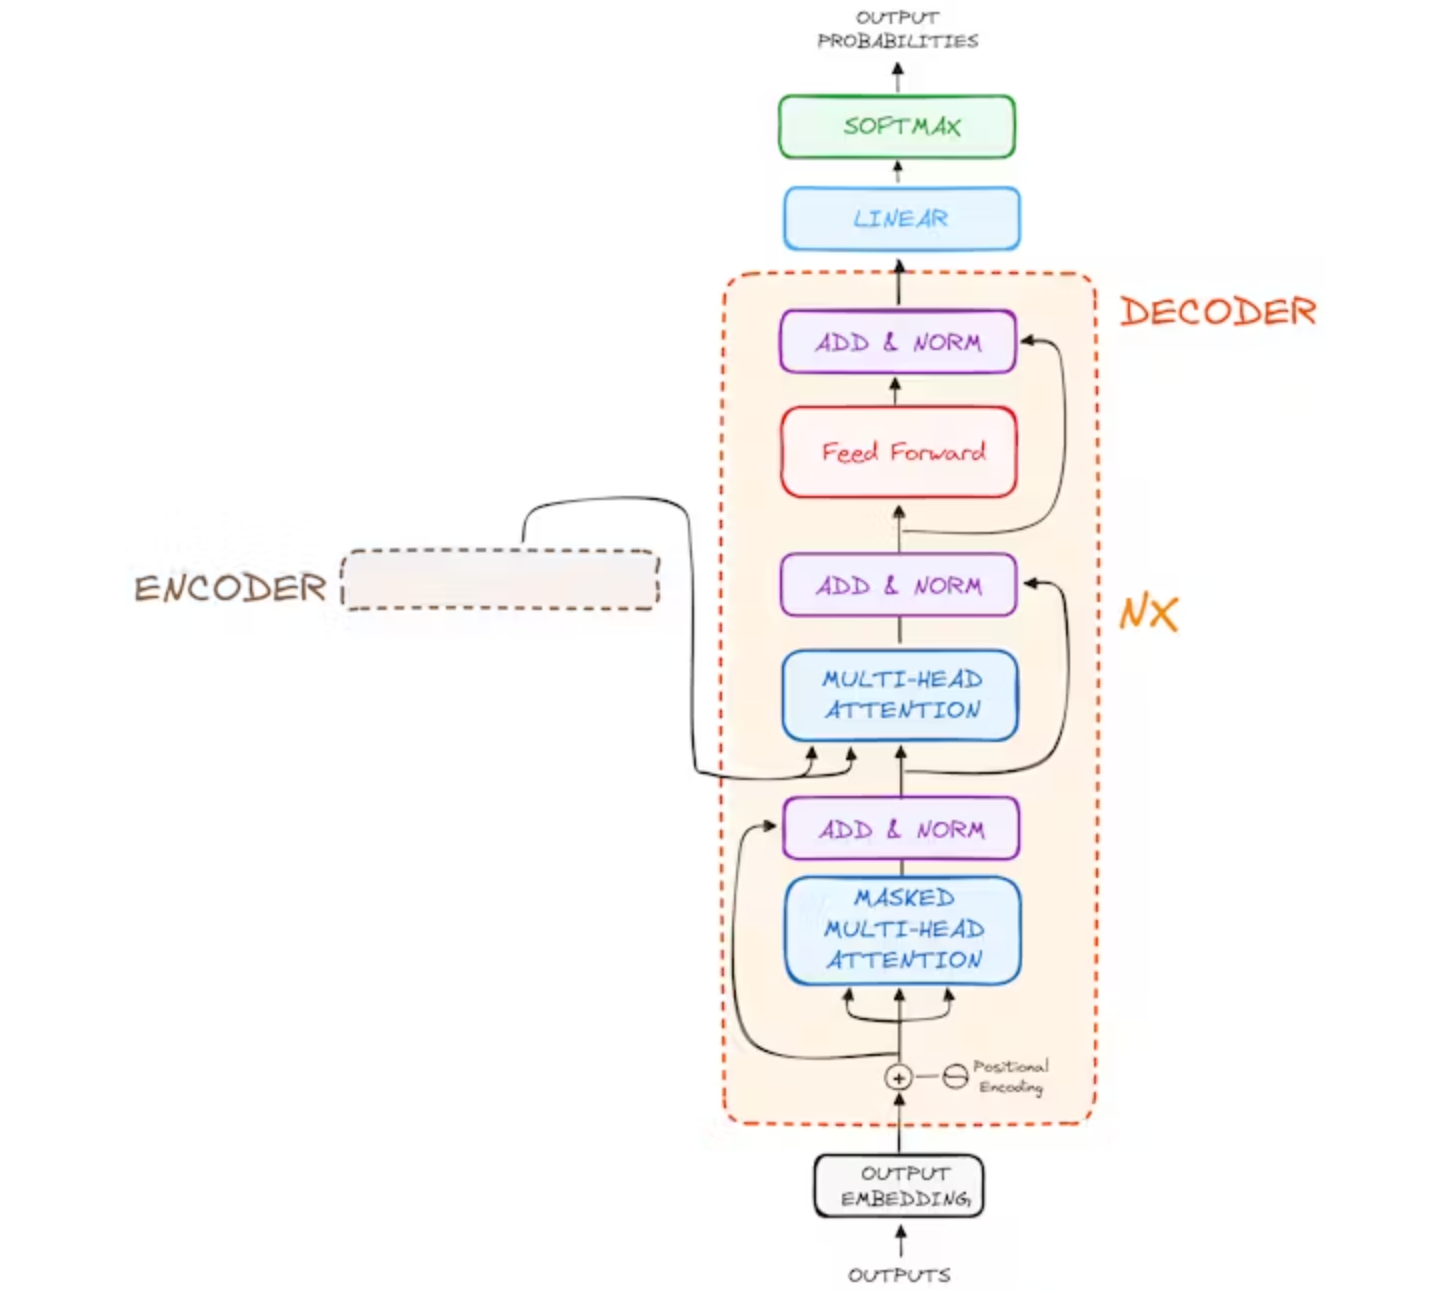 OUTPUT
PROBABILITIES
SOFTMAX
LINEAR
DECODER
ADD & NORM
Feed Forward
ENCODER
ADD & NORM
NX
MULTI-HEAD
ATTENTION
ADD & NORM
MASKED
MULTI-HEAD
ATTENTION
Positional
Encoding
OUTPUT
EMBEDDING
OUTPUTS